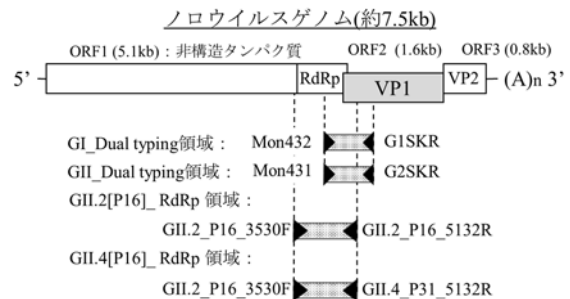 ノロウイルスゲノム(約7.5kb)
ORF1 (5.1kb)：非構造タンパク質 ORF2 (1.6kb) ORF3 (0.8kb)
5’ RdRp VP1 VP2 (A)n 3’
GI_Dual typing領域： Mon432 G1SKR
GII_Dual typing領域： Mon431 G2SKR
GII.2[P16]_ RdRp 領域：
GII.2_P16_3530F GII.2_P16_5132R
GII.4[P16]_ RdRp 領域：
GII.2_P16_3530F GII.4_P31_5132R